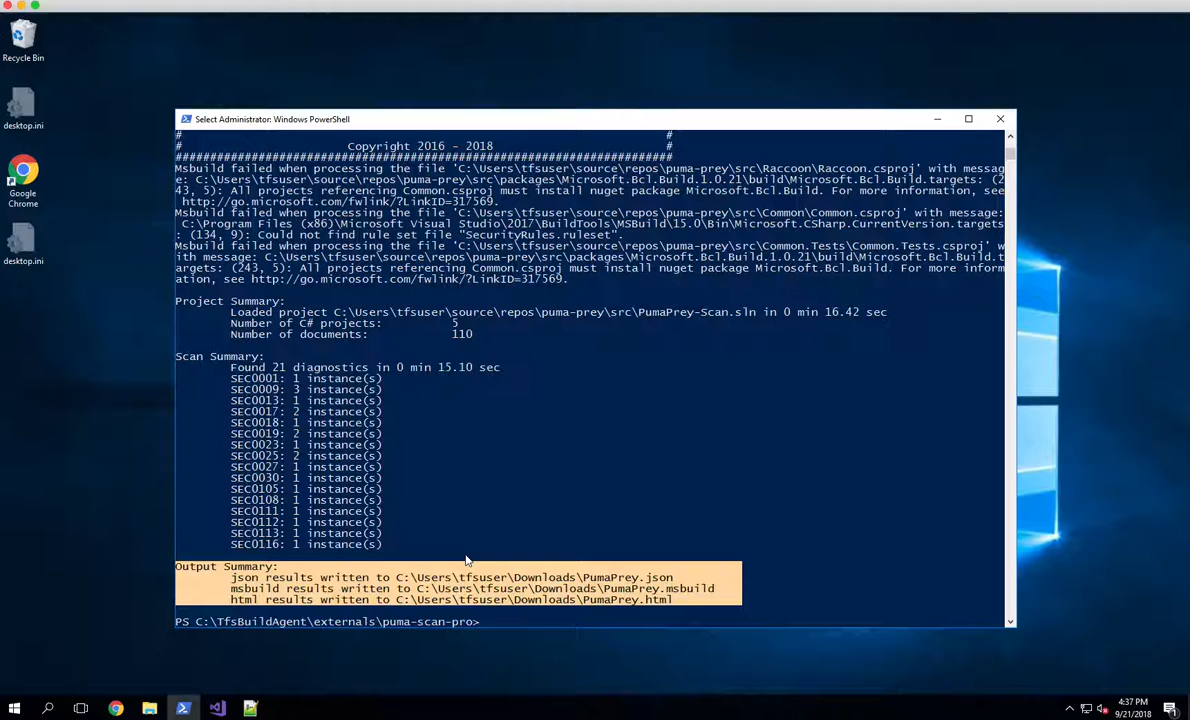 Recycle Bin
desktop.ini
Google
Chrome
desktop.ini
Select Administrator: Windows PowerShell
# #
# Copyright 2016 - 2018 #
########################################################################
Msbuild failed when processing the file 'C:\Users\tfsuser\source\repos\puma-prey\src\Raccoon\Raccoon.csproj' with messag
e: C:\Users\tfsuser\source\repos\puma-prey\src\packages\Microsoft.Bcl.Build.1.0.21\build\Microsoft.Bcl.Build.targets: (2
43, 5): All projects referencing Common.csproj must install nuget package Microsoft.Bcl.Build. For more information, see
http://go.microsoft.com/fwlink/?LinkID=317569.
Msbuild failed when processing the file 'C:\Users\tfsuser\source\repos\puma-prey\src\Common\Common.csproj' with message:
C:\Program Files (x86)\Microsoft Visual Studio\2017\BuildTools\MSBuild\15.0\Bin\Microsoft.CSharp.CurrentVersion.targets
: (134, 9): Could not find rule set file "SecurityRules.ruleset".
Msbuild failed when processing the file 'C:\Users\tfsuser\source\repos\puma-prey\src\Common.Tests\Common.Tests.csproj' w
ith message: C:\Users\tfsuser\source\repos\puma-prey\src\packages\Microsoft.Bcl.Build.1.0.21\build\Microsoft.Bcl.Build.t
argets: (243, 5): All projects referencing Common.csproj must install nuget package Microsoft.Bcl.Build. For more inform
ation, see http://go.microsoft.com/fwlink/?LinkID=317569.
Project Summary:
Loaded project C:\Users\tfsuser\source\repos\puma-prey\src\PumaPrey-Scan.sln in 0 min 16.42 sec
Number of C# projects: 5
Number of documents: 110
Scan Summary:
Found 21 diagnostics in 0 min 15.10 sec
SEC0001: 1 instance(s)
SEC0009: 3 instance(s)
SEC0013: 1 instance(s)
SEC0017: 2 instance(s)
SEC0018: 1 instance(s)
SEC0019: 2 instance(s)
SEC0023: 1 instance(s)
SEC0025: 2 instance(s)
SEC0027: 1 instance(s)
SEC0030: 1 instance(s)
SEC0105: 1 instance(s)
SEC0108: 1 instance(s)
SEC0111: 1 instance(s)
SEC0112: 1 instance(s)
SEC0113: 1 instance(s)
SEC0116: 1 instance(s)
Output Summary:
json results written to C:\Users\tfsuser\Downloads\PumaPrey.json
msbuild results written to C:\Users\tfsuser\Downloads\PumaPrey.msbuild
html results written to C:\Users\tfsuser\Downloads\PumaPrey.html
PS C:\TfsBuildAgent\externals\puma-scan-pro>
4:37 PM
9/21/2018
1